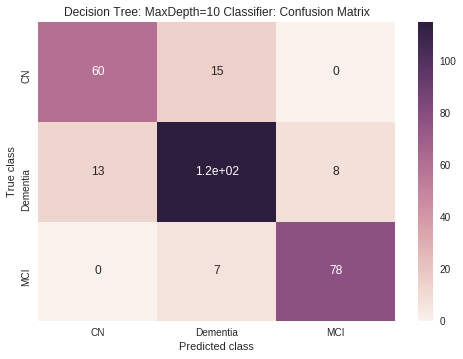 Decision Tree: MaxDepth=10 Classifier: Confusion Matrix
CN
60
15
0
100
80
True class
Dementia
13
1.2e+02
8
60
40
MCI
0
7
78
20
0
CN
Dementia
MCI
Predicted class